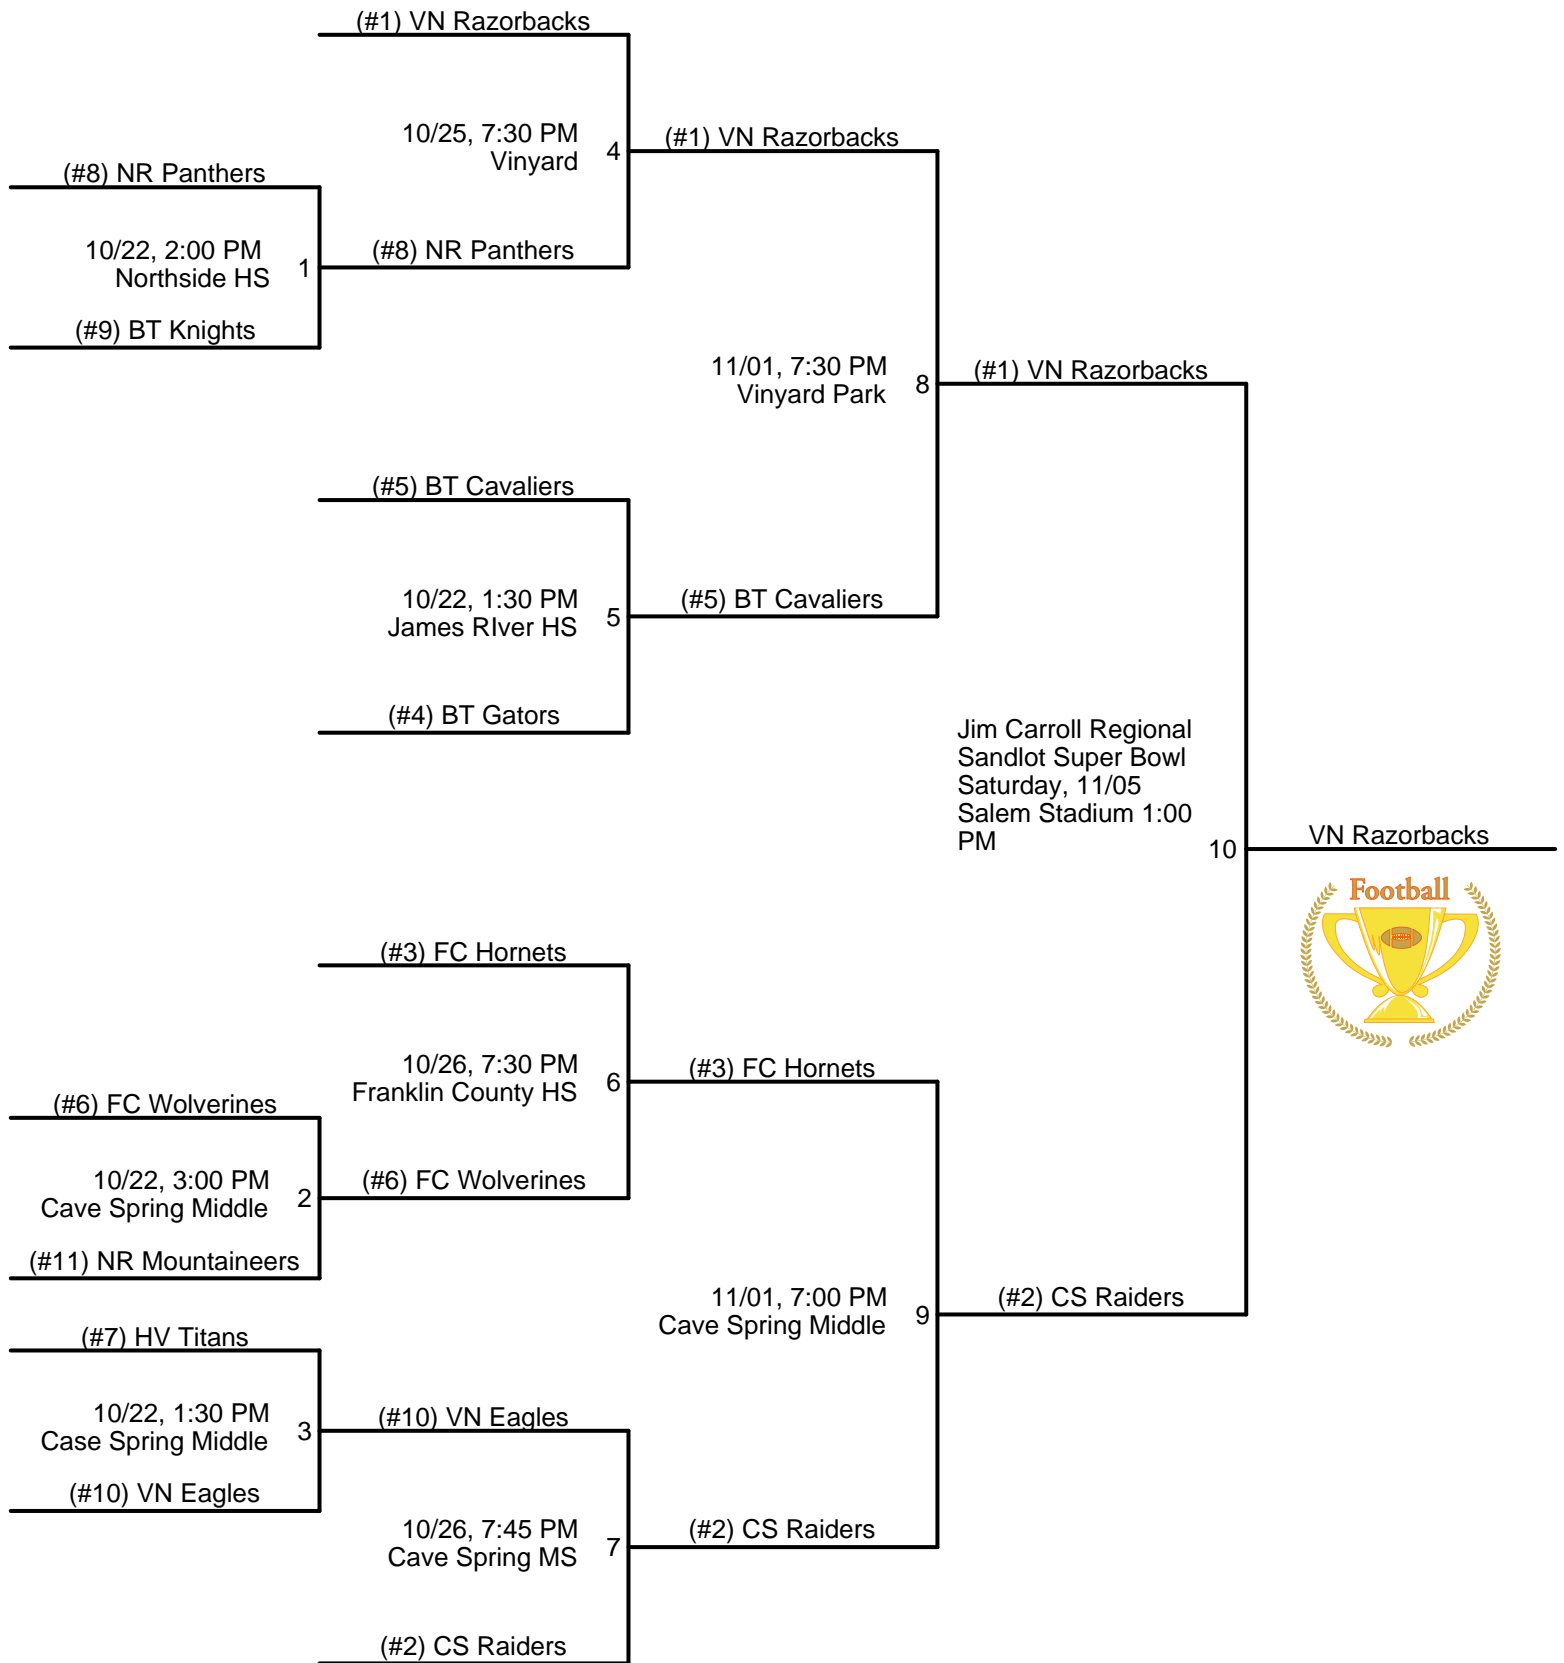 (#1) VN Razorbacks
10/25, 7:30 PM
Vinyard
4
(#1) VN Razorbacks
(#8) NR Panthers
10/22, 2:00 PM
Northside HS
1
(#8) NR Panthers
(#9) BT Knights
11/01, 7:30 PM
Vinyard Park
8
(#1) VN Razorbacks
(#5) BT Cavaliers
10/22, 1:30 PM
James RIver HS
5
(#5) BT Cavaliers
(#4) BT Gators
Jim Carroll Regional
Sandlot Super Bowl
Saturday, 11/05
Salem Stadium 1:00
PM
10
VN Razorbacks
Football
(#3) FC Hornets
10/26, 7:30 PM
Franklin County HS
6
(#3) FC Hornets
(#6) FC Wolverines
10/22, 3:00 PM
Cave Spring Middle
2
(#6) FC Wolverines
(#11) NR Mountaineers
11/01, 7:00 PM
Cave Spring Middle
9
(#2) CS Raiders
(#7) HV Titans
10/22, 1:30 PM
Case Spring Middle
3
(#10) VN Eagles
(#10) VN Eagles
10/26, 7:45 PM
Cave Spring MS
7
(#2) CS Raiders
(#2) CS Raiders